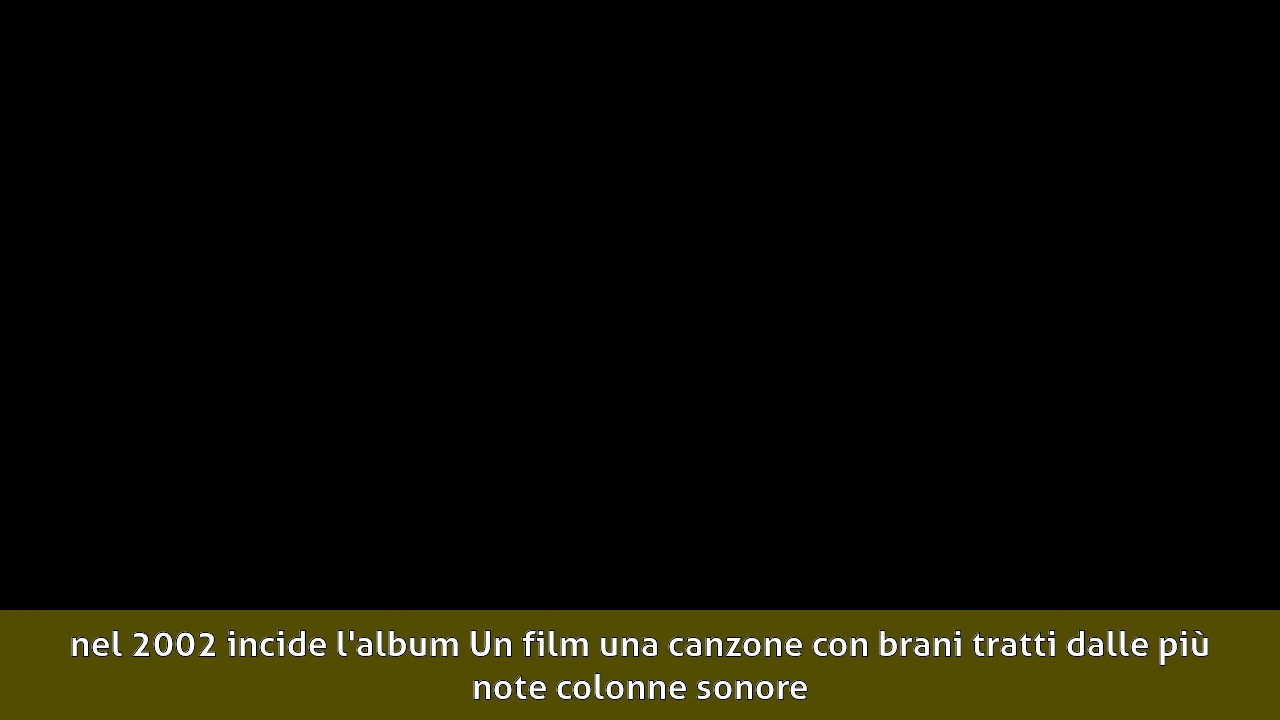 nel 2002 incide l'album Un film una canzone con brani tratti dalle più
note colonne sonore